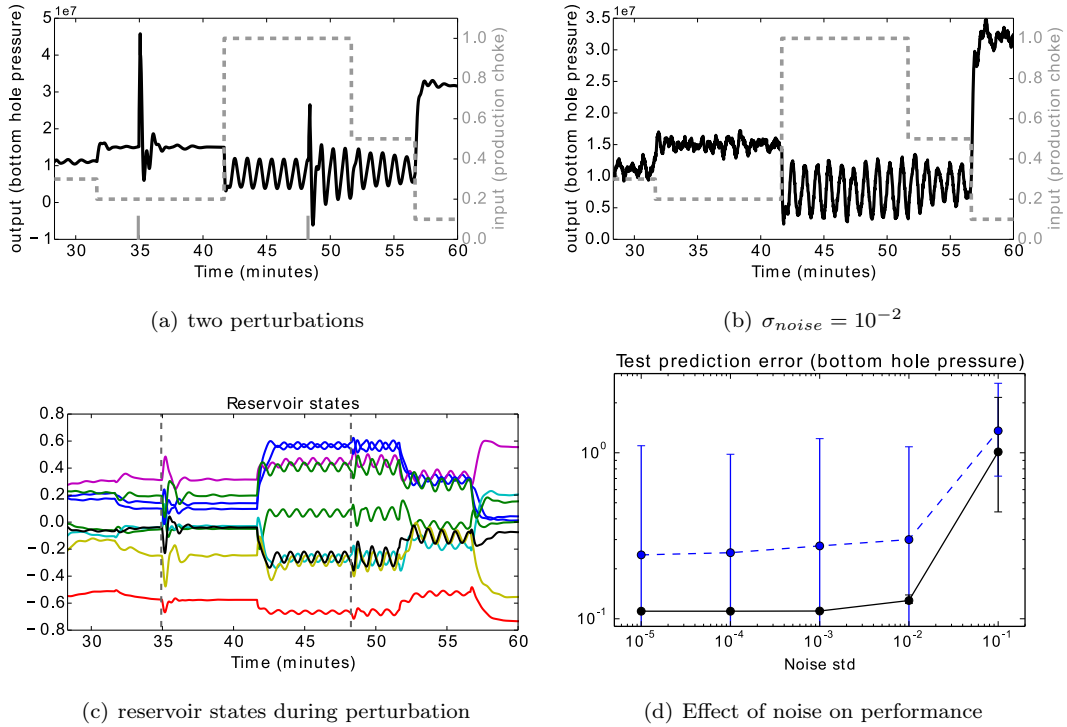 1e7
5
4
3
2
1
0
−1
output (bottom hole pressure)
30 35 40 45 50 55 60
Time (minutes)
1.0
0.8
0.6
0.4
0.2
0.0
input (production choke)
(a) two perturbations
1e7
3.5
3.0
2.5
2.0
1.5
1.0
0.5
0.0
output (bottom hole pressure)
30 35 40 45 50 55 60
Time (minutes)
1.0
0.8
0.6
0.4
0.2
0.0
input (production choke)
(b) σnoise = 10−2
Reservoir states
0.8
0.6
0.4
0.2
0.0
−0.2
−0.4
−0.6
−0.8
30 35 40 45 50 55 60
Time (minutes)
(c) reservoir states during perturbation
Test prediction error (bottom hole pressure)
10^0
10^-1
10^-5 10^-4 10^-3 10^-2 10^-1
Noise std
(d) Effect of noise on performance